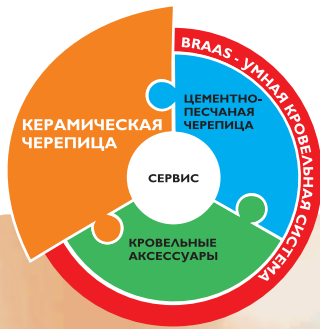 BRAAS - УМНАЯ КРОВЕЛЬНАЯ СИСТЕМА
КЕРАМИЧЕСКАЯ
ЧЕРЕПИЦА
ЦЕМЕНТНО-
ПЕСЧАНАЯ
ЧЕРЕПИЦА
СЕРВИС
КРОВЕЛЬНЫЕ
АКСЕССУАРЫ